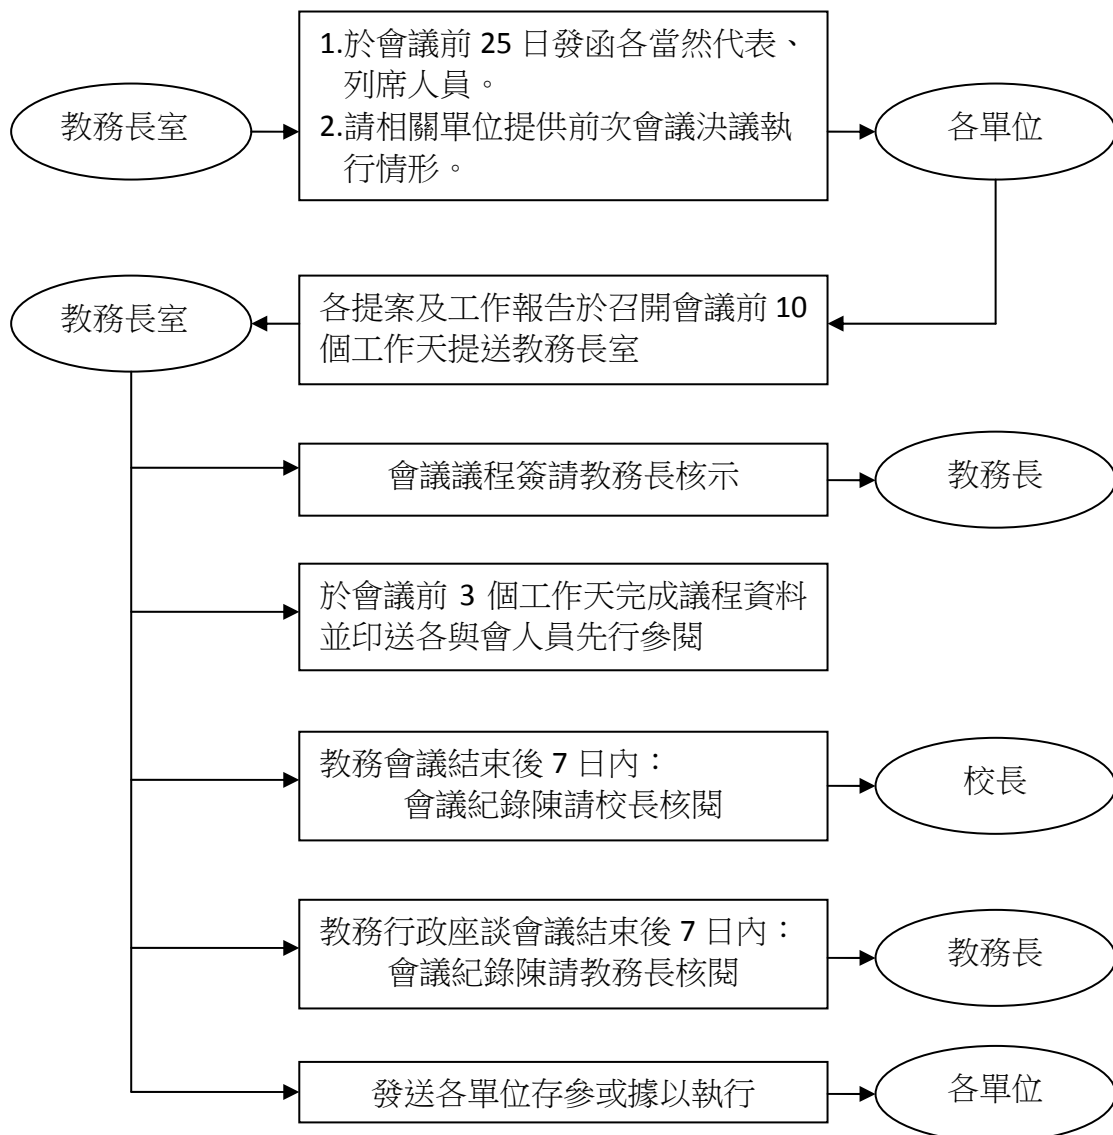 教務長室
1.於會議前 25 日發函各當然代表、
列席人員。
2.請相關單位提供前次會議決議執
行情形。
各單位
教務長室
各提案及工作報告於召開會議前 10
個工作天提送教務長室
會議議程簽請教務長核示
教務長
於會議前 3 個工作天完成議程資料
並印送各與會人員先行參閱
教務會議結束後 7 日內：
會議紀錄陳請校長核閱
校長
教務行政座談會議結束後 7 日內：
會議紀錄陳請教務長核閱
教務長
發送各單位存參或據以執行
各單位